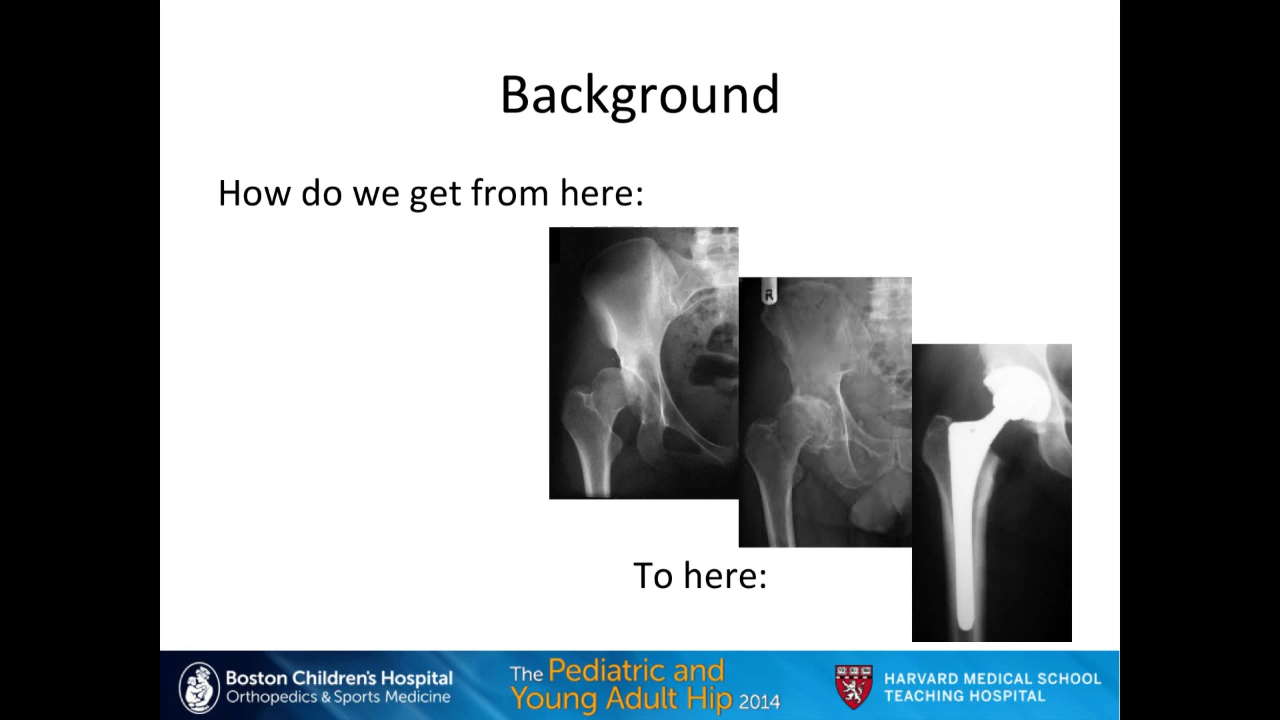 Background
How do we get from here:
R
To here:
Boston Children's Hospital
Orthopedics & Sports Medicine
The Pediatric and
Young Adult Hip 2014
HARVARD MEDICAL SCHOOL
TEACHING HOSPITAL